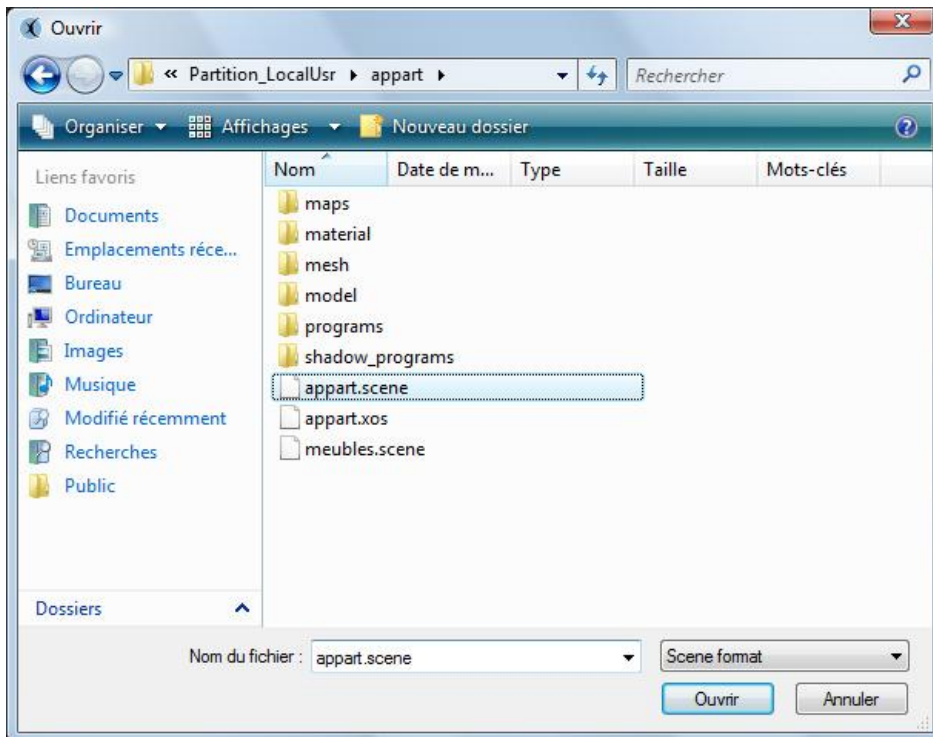 Ouvrir
« Partition_LocalUsr appart Rechercher
Organiser Affichages Nouveau dossier
Liens favoris
Documents
Emplacements réce...
Bureau
Ordinateur
Images
Musique
Modifié récemment
Recherches
Public
Dossiers
Nom Date de m... Type Taille Mots-clés
maps
material
mesh
model
programs
shadow_programs
appart.scene
appart.xos
meubles.scene
Nom du fichier : appart.scene Scene format
Ouvrir Annuler